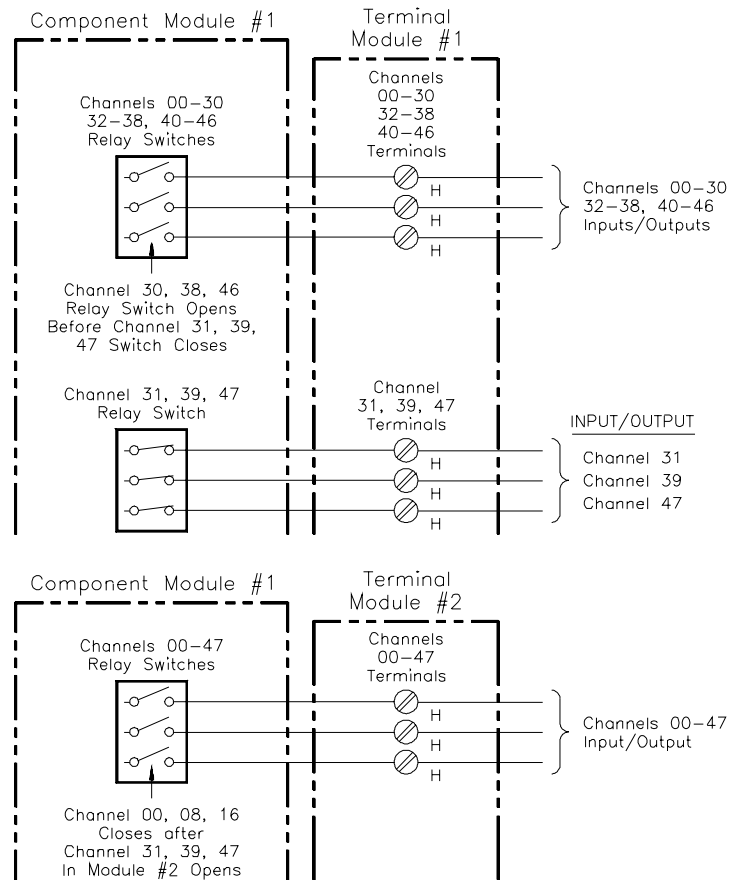 Component Module #1
Terminal
Module #1
Channels
00-30
32-38
40-46
Terminals
Channels 00-30
32-38, 40-46
Relay Switches
H
H
H
Channels 00-30
32-38, 40-46
Inputs/Outputs
Channel 30, 38, 46
Relay Switch Opens
Before Channel 31, 39,
47 Switch Closes
Channel 31, 39, 47
Relay Switch
Channel
31, 39, 47
Terminals
H
H
H
INPUT/OUTPUT
Channel 31
Channel 39
Channel 47
Component Module #1
Terminal
Module #2
Channels 00-47
Relay Switches
Channels
00-47
Terminals
H
H
H
Channels 00-47
Input/Output
Channel 00, 08, 16
Closes after
Channel 31, 39, 47
In Module #2 Opens